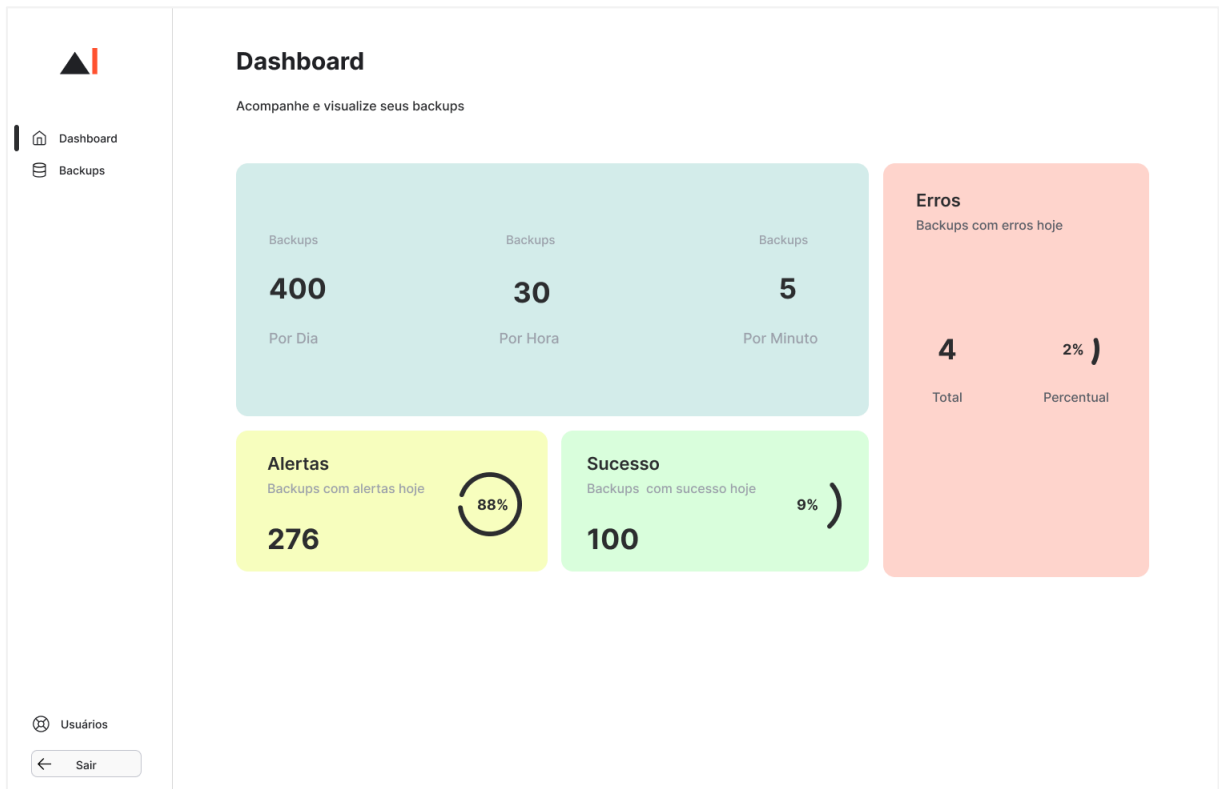 Dashboard
Acompanhe e visualize seus backups
Dashboard
Backups
Backups
400
Por Dia
Backups
30
Por Hora
Backups
5
Por Minuto
Erros
Backups com erros hoje
4
Total
2%
Percentual
Alertas
Backups com alertas hoje
276
88%
Sucesso
Backups  com sucesso hoje
100
9%
Usuários
Sair